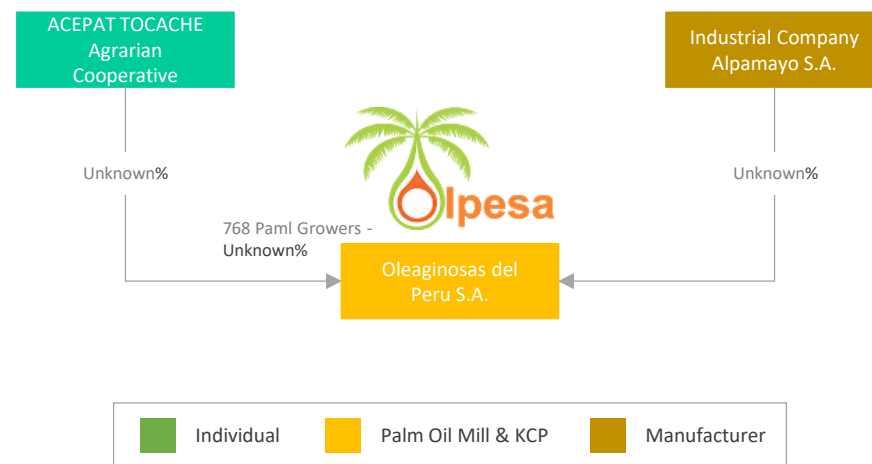 ACEPAT TOCACHE
Agrarian
Cooperative
Industrial Company
Alpamayo S.A.
Unknown%
Unknown%
Olpesa
768 Paml Growers -
Unknown%
Oleaginosas del
Peru S.A.
Individual
Palm Oil Mill & KCP
Manufacturer